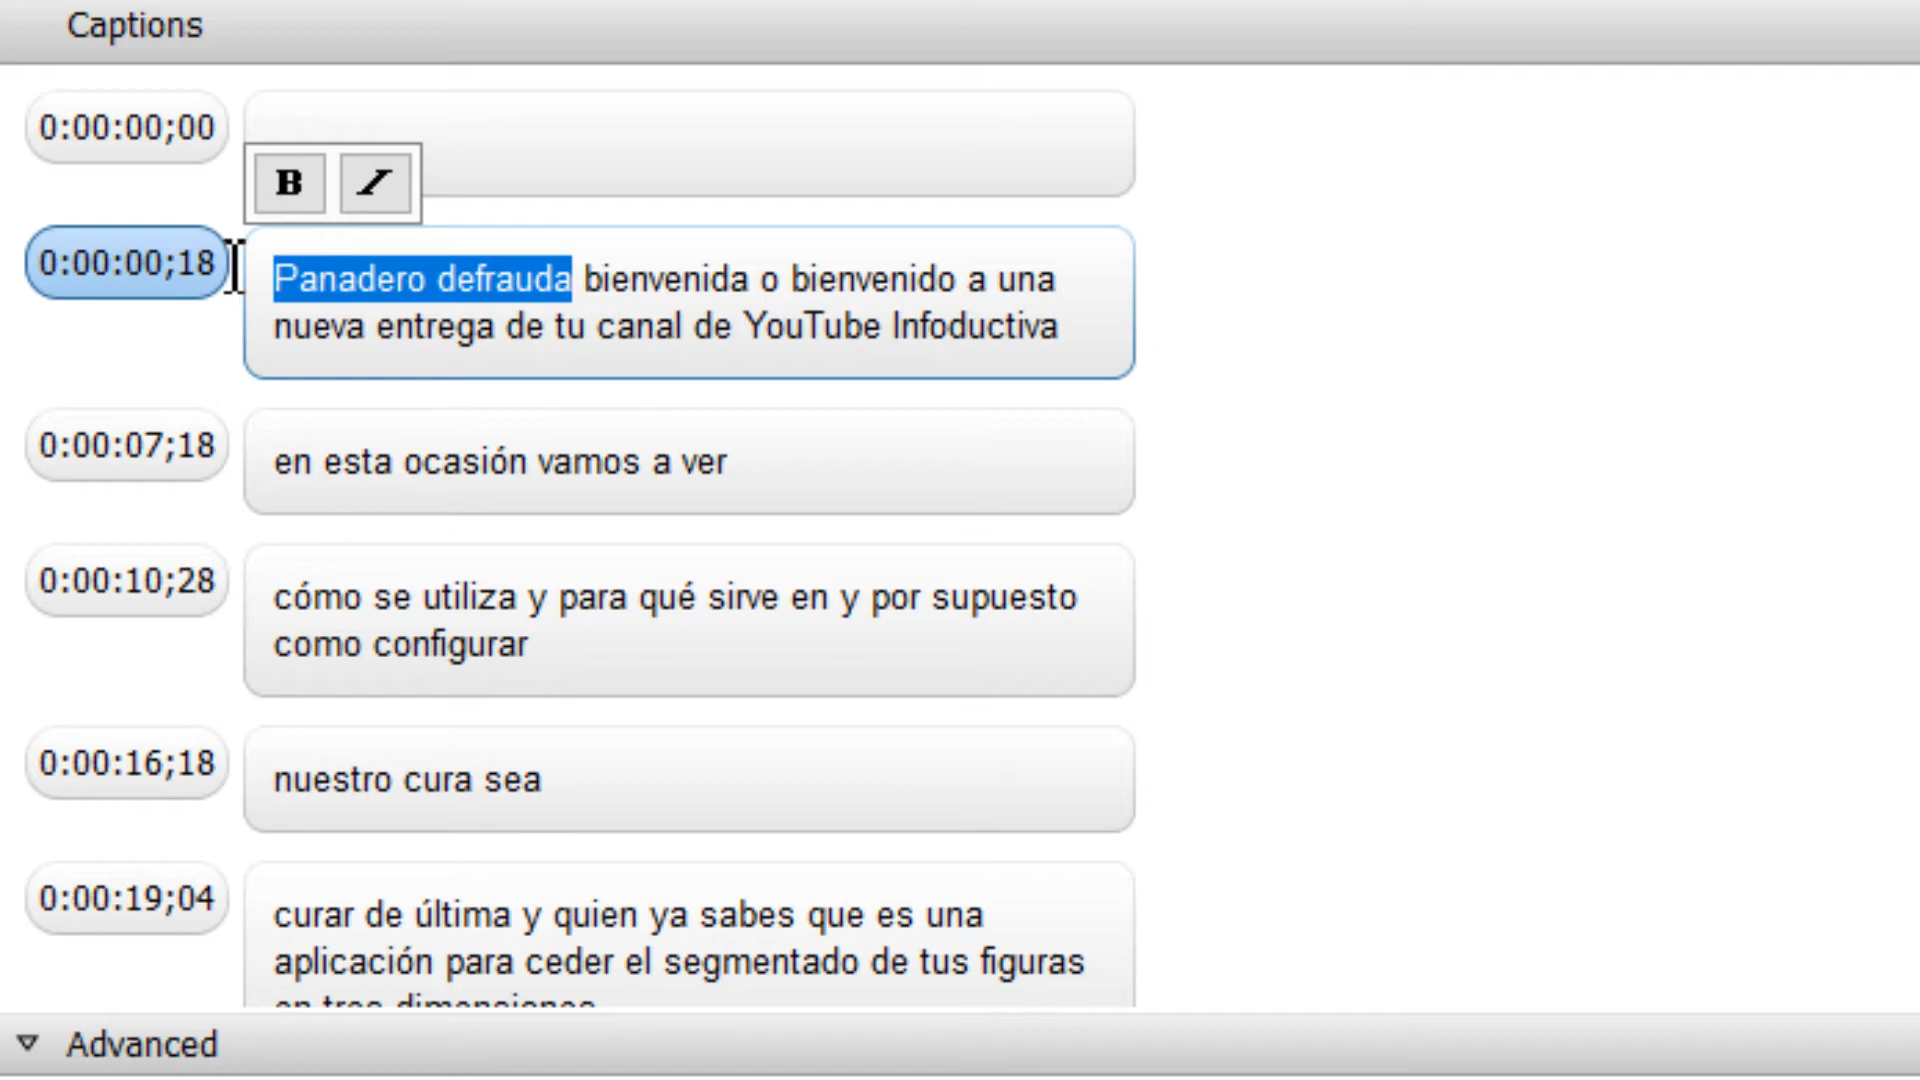 Captions
0:00:00;00
B I
0:00:00;18
Panadero defrauda bienvenida o bienvenido a una
nueva entrega de tu canal de YouTube Infoductiva
0:00:07;18
en esta ocasión vamos a ver
0:00:10;28
cómo se utiliza y para qué sirve en y por supuesto
como configurar
0:00:16;18
nuestro cura sea
0:00:19;04
curar de última y quien ya sabes que es una
aplicación para ceder el segmentado de tus figuras
en tres dimensiones
Advanced